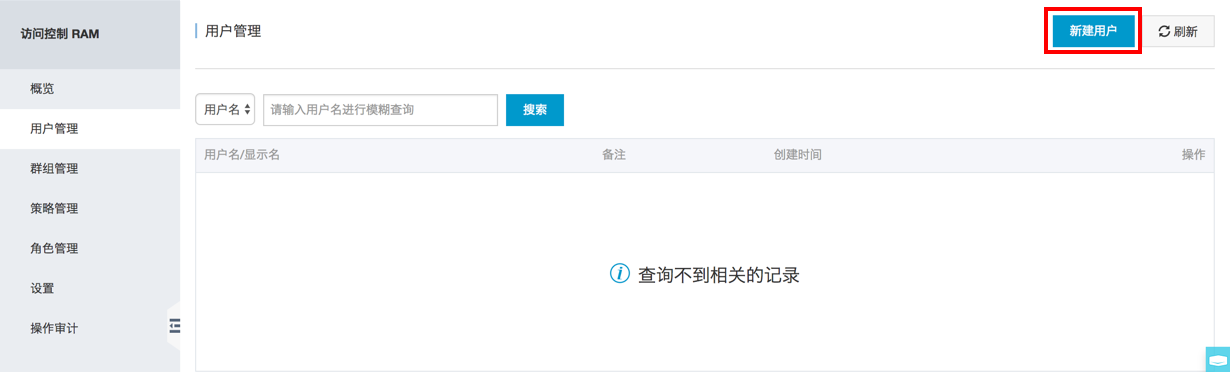 访问控制 RAM
概览
用户管理
群组管理
策略管理
角色管理
设置
操作审计
用户管理
新建用户
刷新
用户名
请输入用户名进行模糊查询
搜索
用户名/显示名 备注 创建时间 操作
查询不到相关的记录